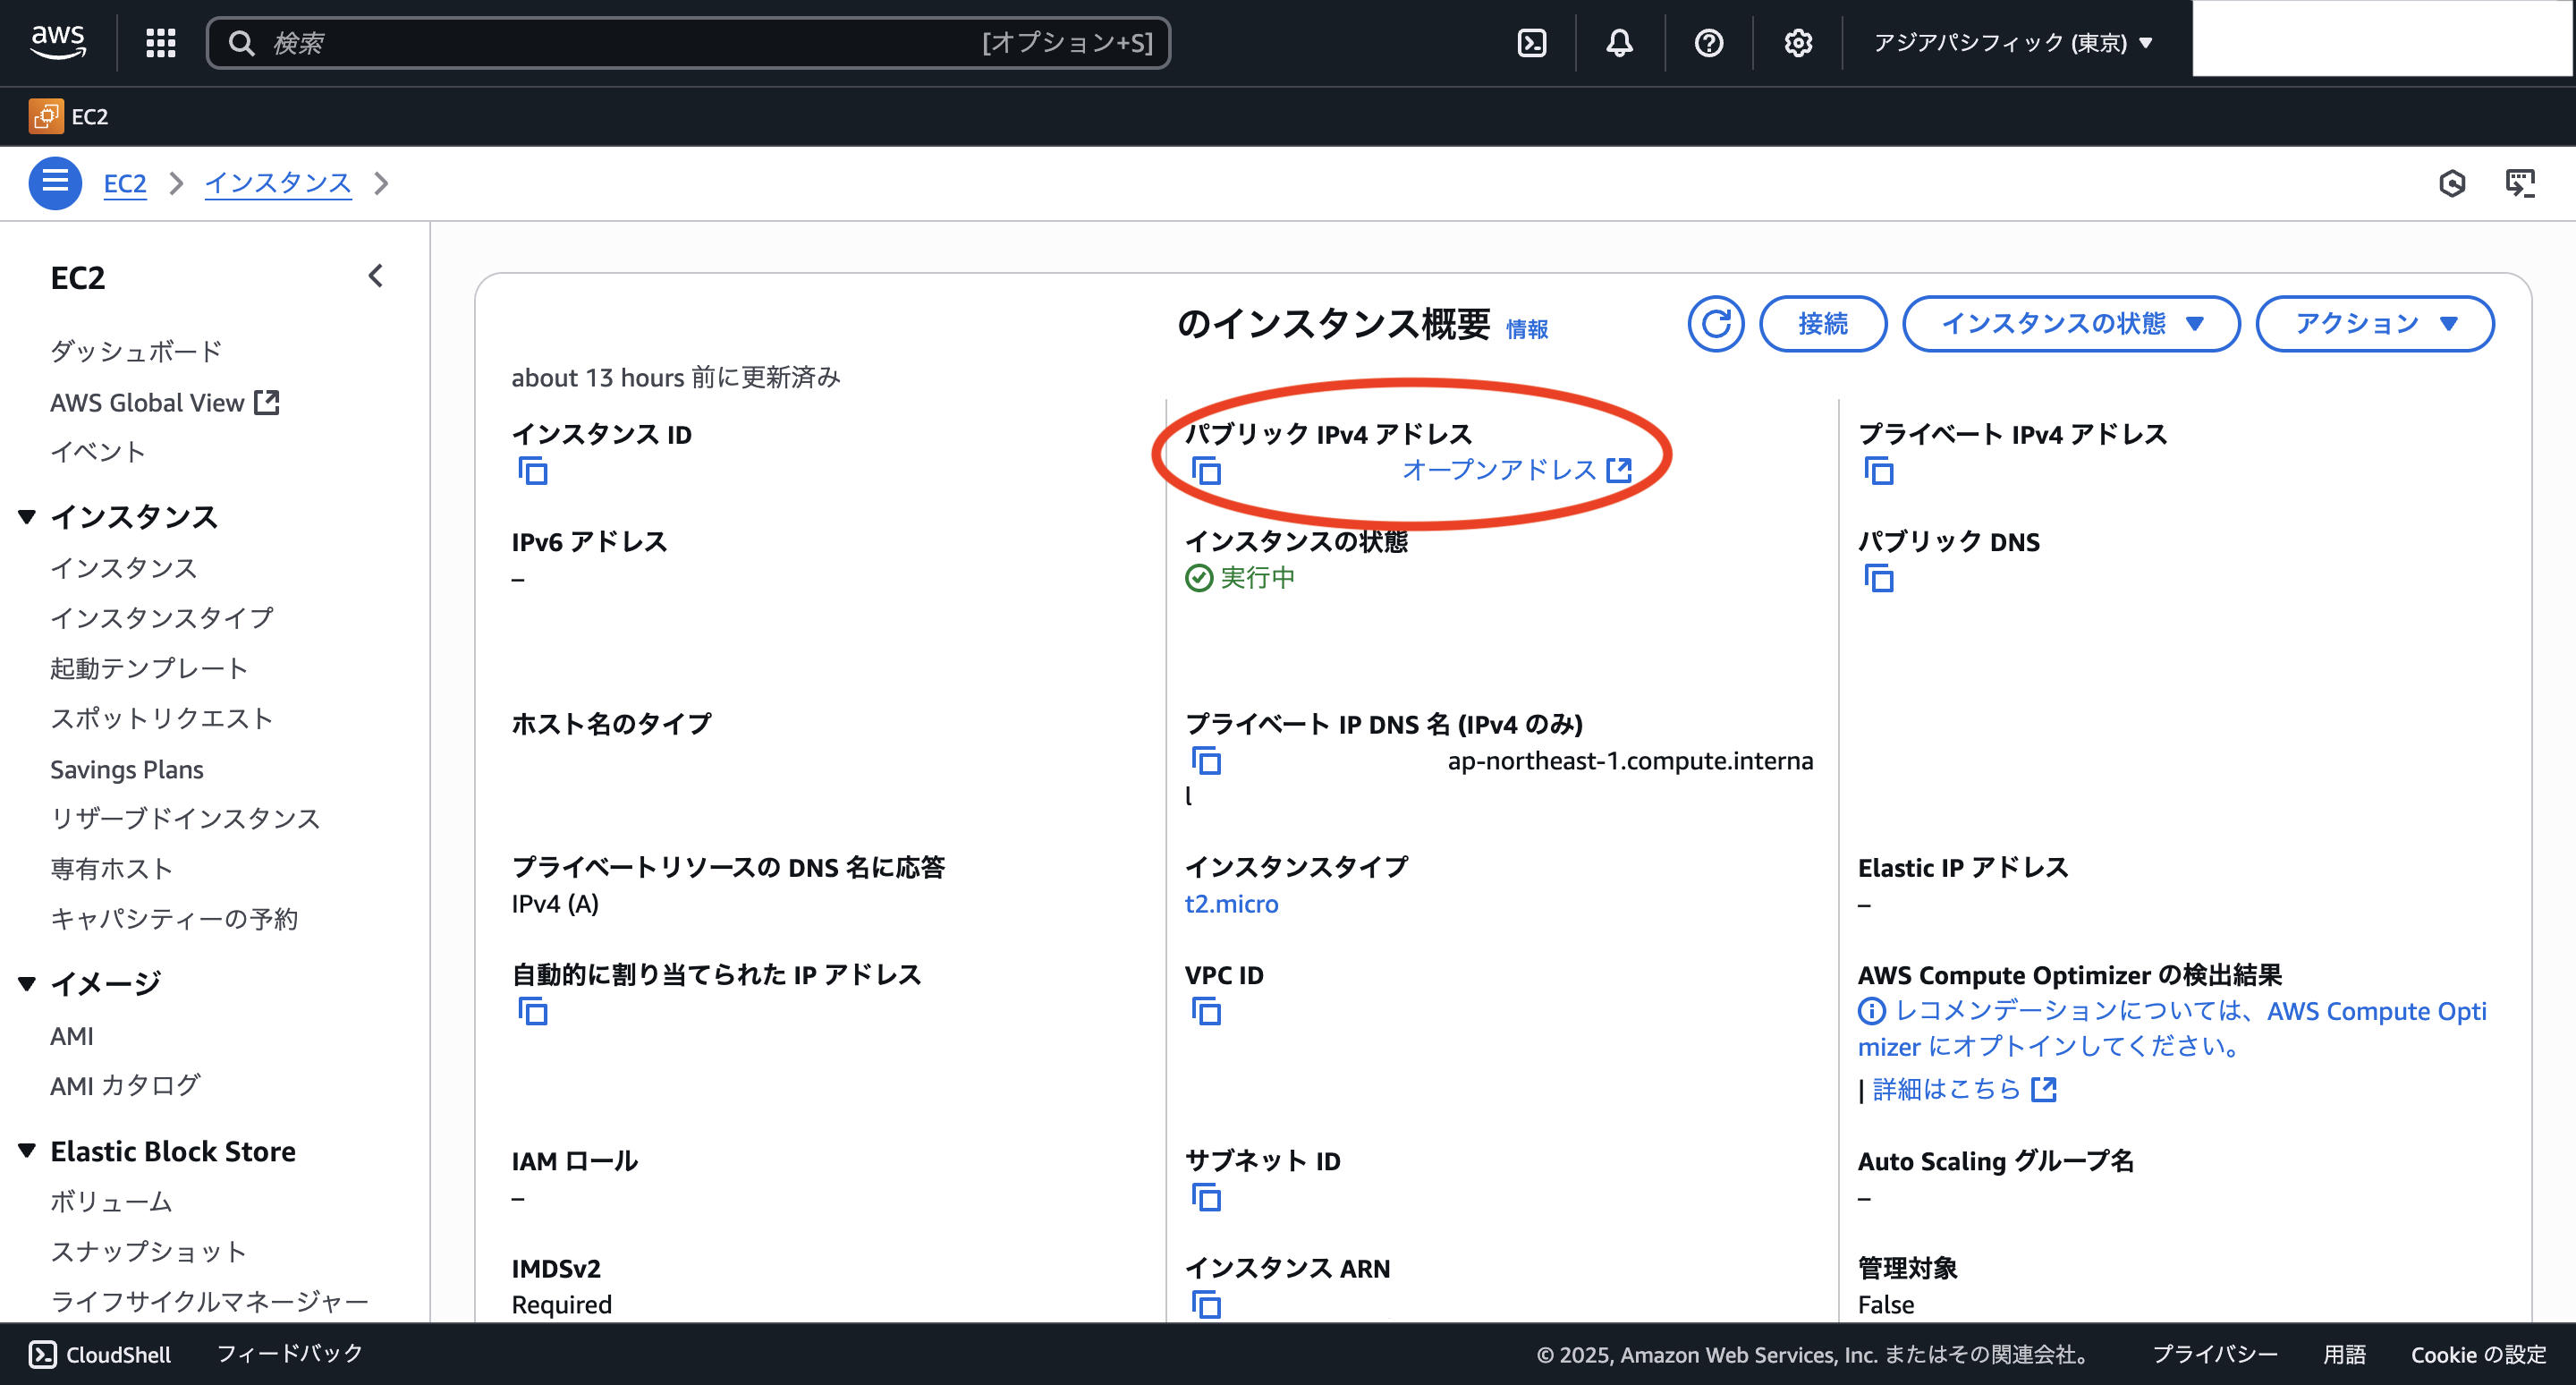 aws
検索
[オプション+S]
アジアパシフィック (東京)
EC2
EC2
インスタンス
EC2
ダッシュボード
AWS Global View
イベント
インスタンス
インスタンス
インスタンスタイプ
起動テンプレート
スポットリクエスト
Savings Plans
リザーブドインスタンス
専有ホスト
キャパシティーの予約
イメージ
AMI
AMI カタログ
Elastic Block Store
ボリューム
スナップショット
ライフサイクルマネージャー
のインスタンス概要 情報
接続
インスタンスの状態
アクション
about 13 hours 前に更新済み
インスタンス ID
パブリック IPv4 アドレス
オープンアドレス
プライベート IPv4 アドレス
IPv6 アドレス
–
インスタンスの状態
実行中
パブリック DNS
ホスト名のタイプ
プライベート IP DNS 名 (IPv4 のみ)
ap-northeast-1.compute.interna
l
プライベートリソースの DNS 名に応答
IPv4 (A)
インスタンスタイプ
t2.micro
Elastic IP アドレス
–
自動的に割り当てられた IP アドレス
VPC ID
AWS Compute Optimizer の検出結果
レコメンデーションについては、AWS Compute Opti
mizer にオプトインしてください。
| 詳細はこちら
IAM ロール
–
サブネット ID
Auto Scaling グループ名
–
IMDSv2
Required
インスタンス ARN
管理対象
False
CloudShell
フィードバック
© 2025, Amazon Web Services, Inc. またはその関連会社。
プライバシー
用語
Cookie の設定